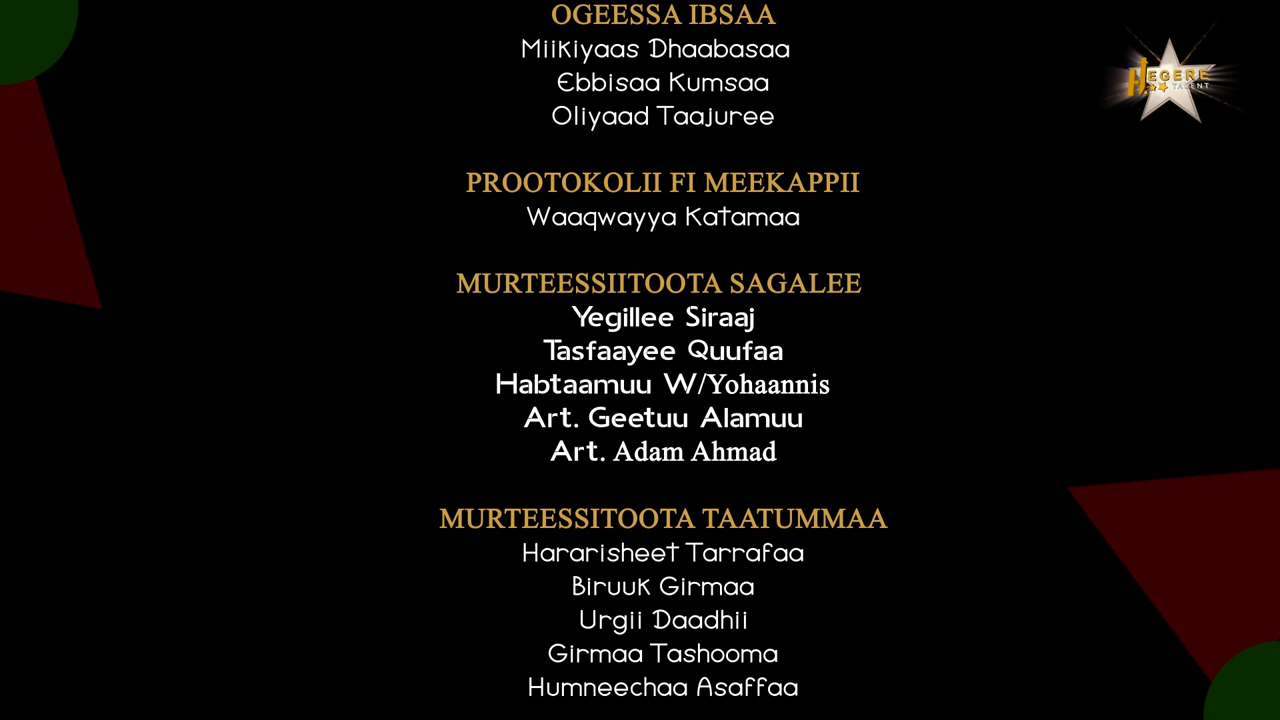 OGEESSA IBSAA
Miikiyaas Dhaabasaa
Ebbisaa Kumsaa
Oliyaad Taajuree
HEGERE
TALENT
PROOTOKOLII FI MEEKAPPII
Waaqwayya Katamaa
MURTEESSIITOOTA SAGALEE
Yegillee Siraaj
Tasfaayee Quufaa
Habtaamuu W/Yohaannis
Art. Geetuu Alamuu
Art. Adam Ahmad
MURTEESSITOOTA TAATUMMAA
Hararisheet Tarrafaa
Biruuk Girmaa
Urgii Daadhii
Girmaa Tashooma
Humneechaa Asaffaa